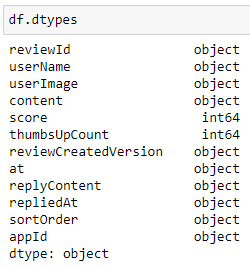 df.dtypes
reviewId object
userName object
userImage object
content object
score int64
thumbsUpCount int64
reviewCreatedVersion object
at object
replyContent object
repliedAt object
sortOrder object
appId object
dtype: object